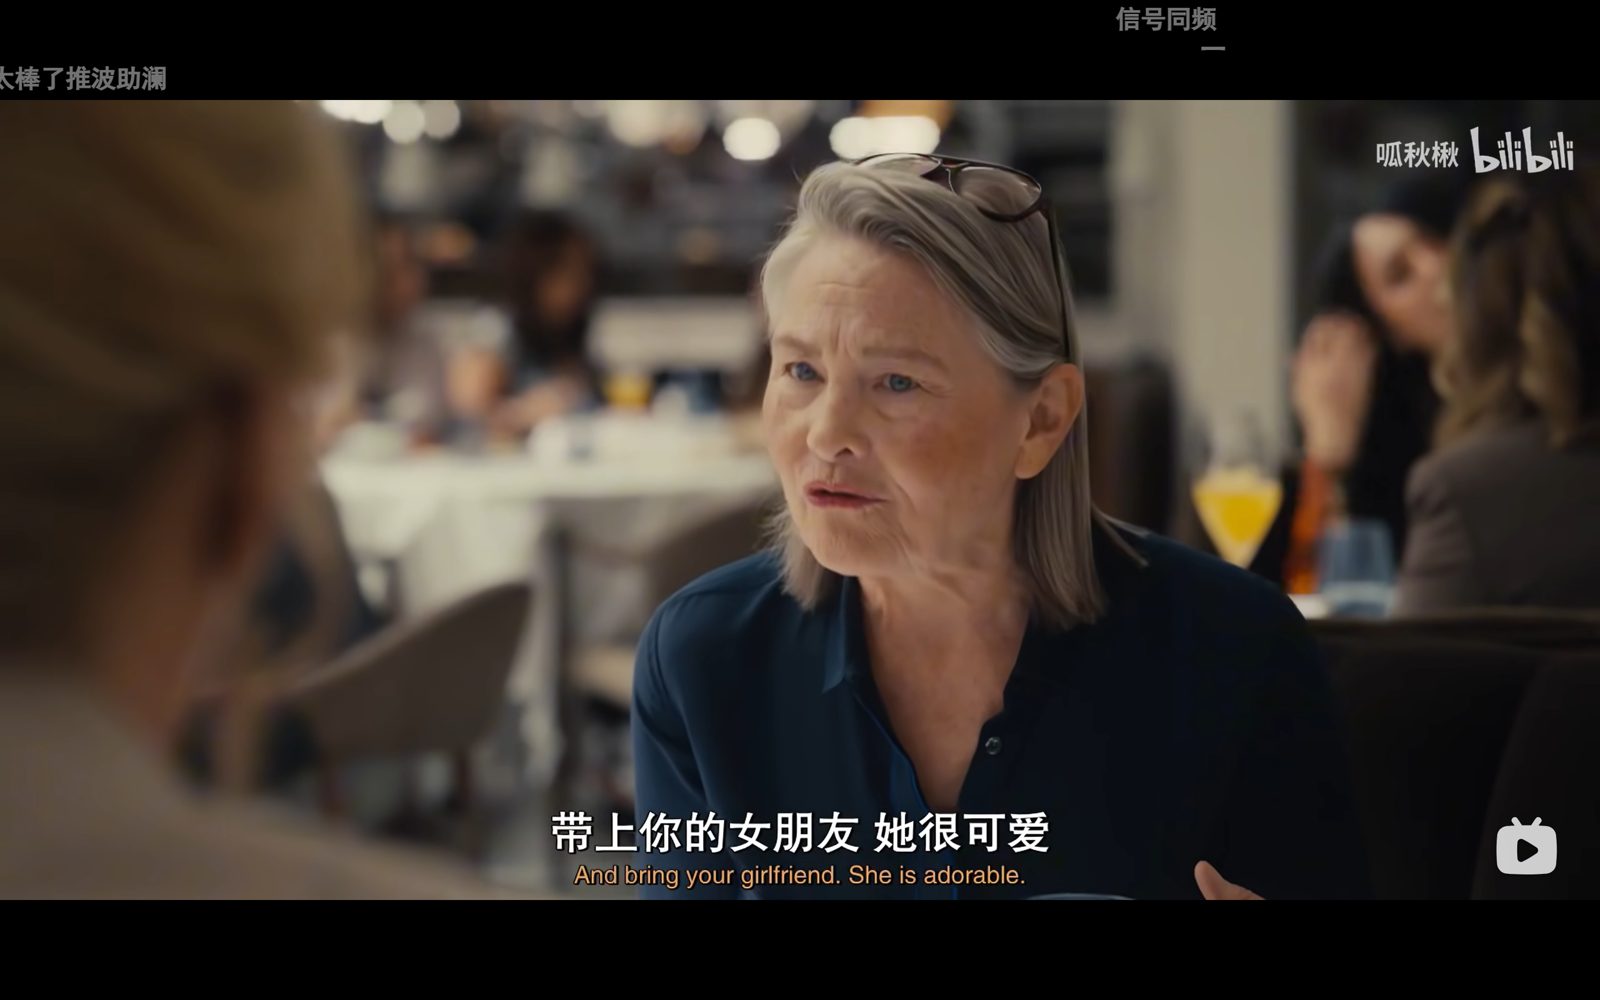 信号同频
太棒了推波助澜
呱秋楸 bilibili
带上你的女朋友 她很可爱
And bring your girlfriend. She is adorable.